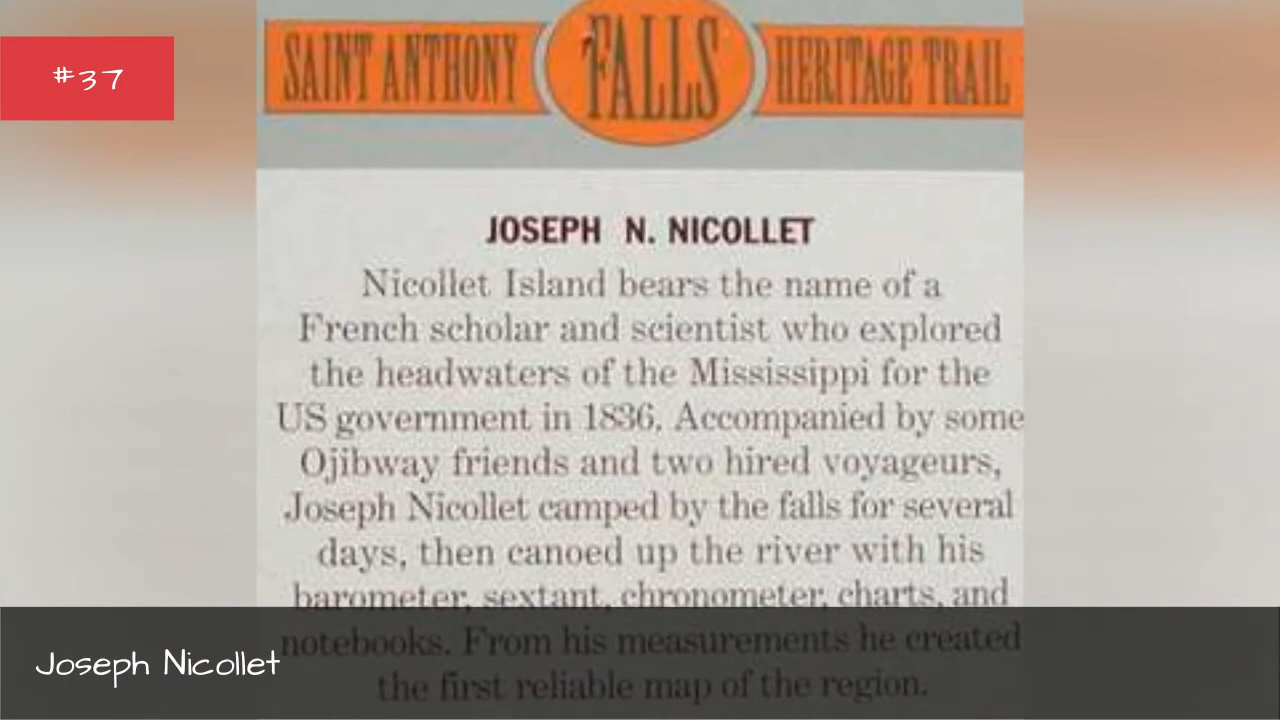 #37
SAINT ANTHONY FALLS HERITAGE TRAIL
JOSEPH N. NICOLLET
Nicollet Island bears the name of a
French scholar and scientist who explored
the headwaters of the Mississippi for the
US government in 1836. Accompanied by some
Ojibway friends and two hired voyageurs,
Joseph Nicollet camped by the falls for several
days, then canoed up the river with his
barometer, sextant, chronometer, charts, and
notebooks. From his measurements he created
the first reliable map of the region.
Joseph Nicollet